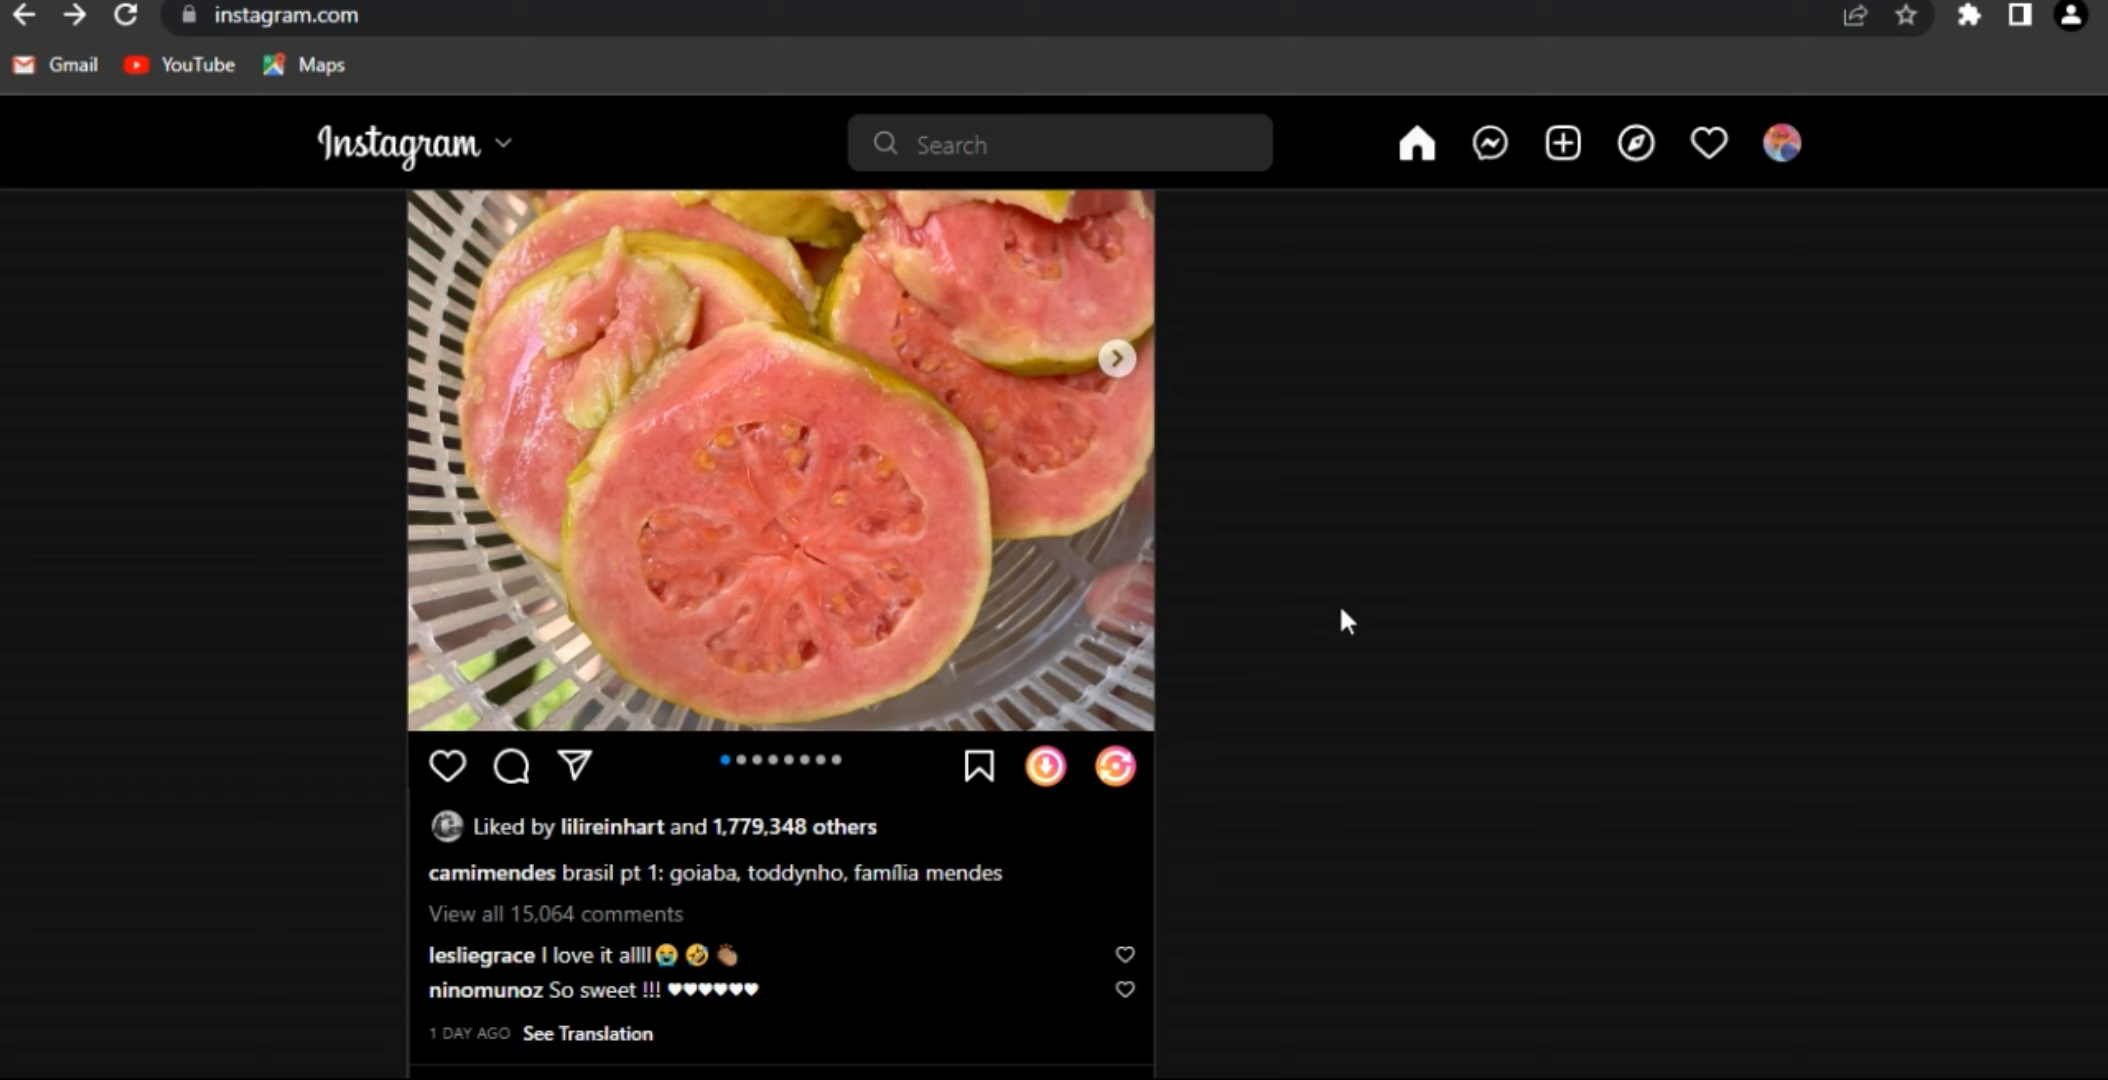 instagram.com
Gmail YouTube Maps
Instagram Search
Liked by lilireinhart and 1,779,348 others
camimendes brasil pt 1: goiaba, toddynho, família mendes
View all 15,064 comments
lesliegrace I love it allll😭 🤣 👏🏾
ninomunoz So sweet !!! ♥♥♥♥♥♥
1 DAY AGO See Translation